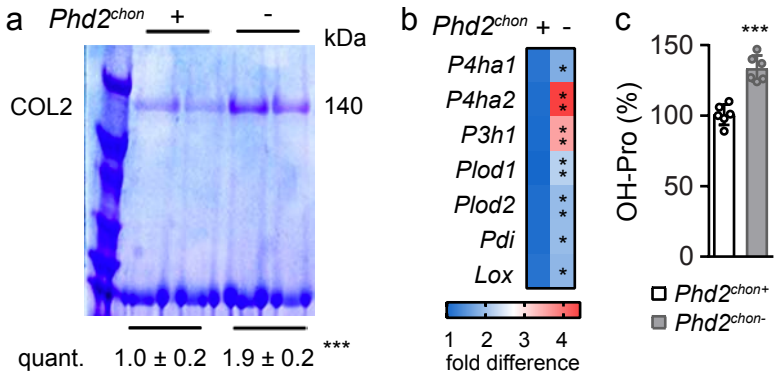 a
Phd2chon + -
kDa
COL2
140
quant. 1.0 ± 0.2 1.9 ± 0.2 ***
b
Phd2chon + -
P4ha1 *
P4ha2 **
P3h1 **
Plod1 **
Plod2 **
Pdi *
Lox *
1 2 3 4
fold difference
c
***
OH-Pro (%)
150
100
50
0
Phd2chon+
Phd2chon-